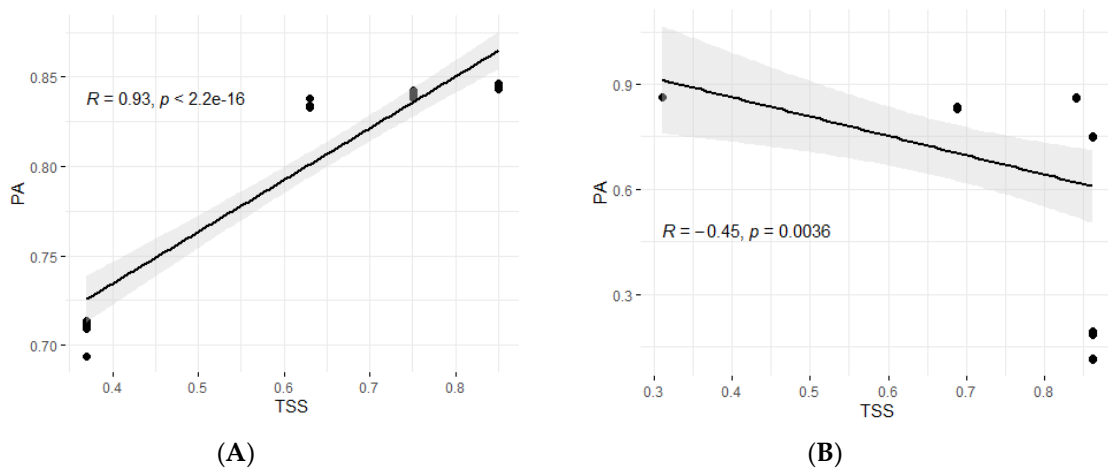 0.85
0.80
0.75
0.70
PA
R = 0.93, p < 2.2e-16
0.4 0.5 0.6 0.7 0.8
TSS
(A)
0.9
0.6
0.3
PA
R = −0.45, p = 0.0036
0.3 0.4 0.5 0.6 0.7 0.8
TSS
(B)